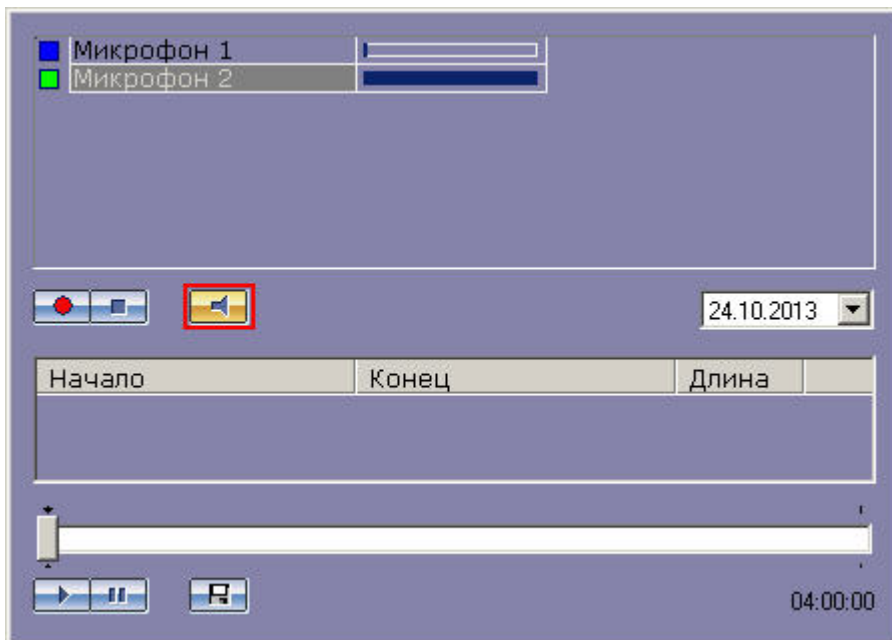 Микрофон 1
Микрофон 2
24.10.2013
Начало Конец Длина
04:00:00